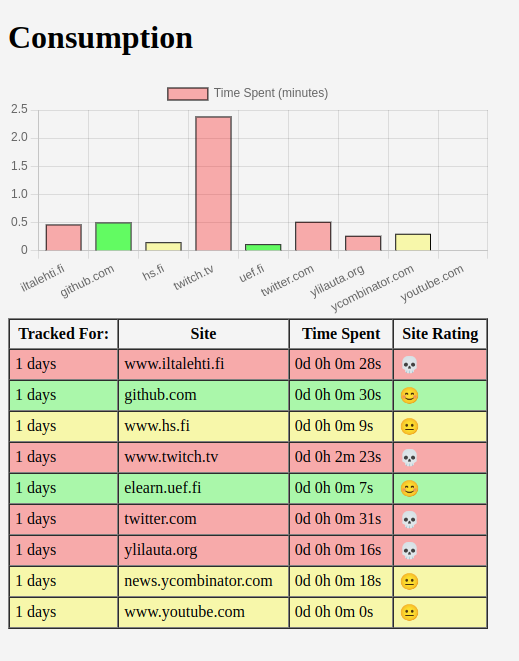 Consumption
Time Spent (minutes)
2.5
2.0
1.5
1.0
0.5
0
iltalehti.fi
github.com
hs.fi
twitch.tv
uef.fi
twitter.com
ylilauta.org
ycombinator.com
youtube.com
Tracked For: Site Time Spent Site Rating
1 days www.iltalehti.fi 0d 0h 0m 28s 💀
1 days github.com 0d 0h 0m 30s 😊
1 days www.hs.fi 0d 0h 0m 9s 😐
1 days www.twitch.tv 0d 0h 2m 23s 💀
1 days elearn.uef.fi 0d 0h 0m 7s 😊
1 days twitter.com 0d 0h 0m 31s 💀
1 days ylilauta.org 0d 0h 0m 16s 💀
1 days news.ycombinator.com 0d 0h 0m 18s 😐
1 days www.youtube.com 0d 0h 0m 0s 😐